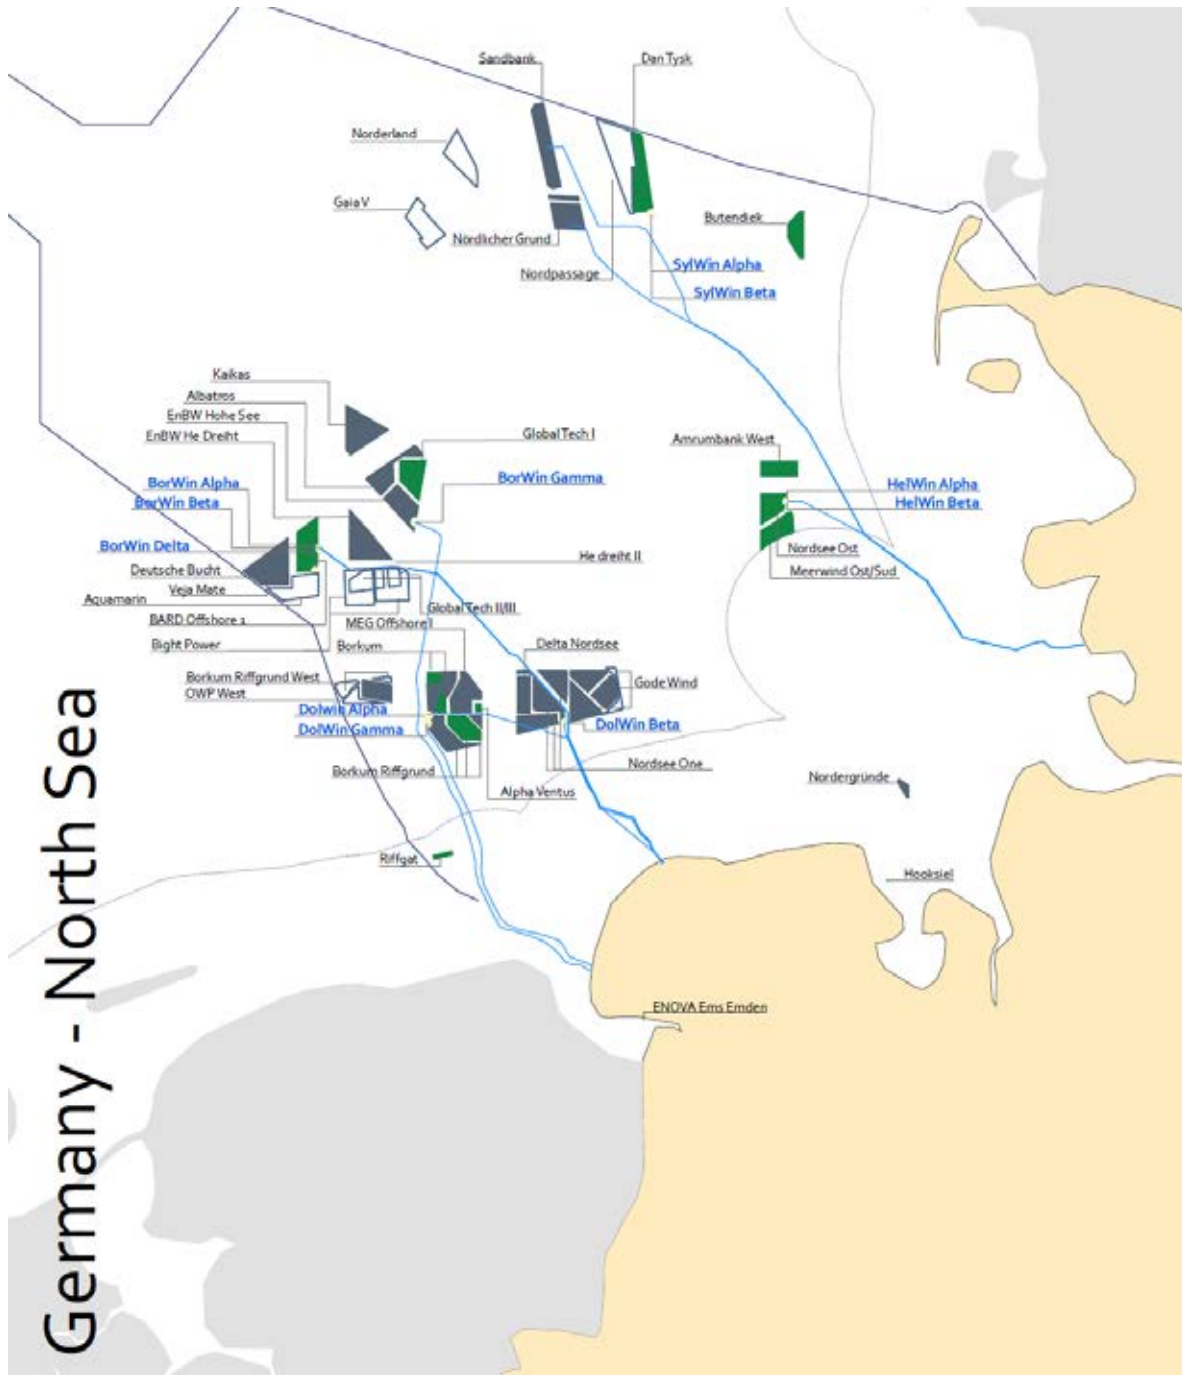 Sandbank
Dan Tysk
Norderland
Gaia V
Butendiek
Nördlicher Grund
Nordpassage
SylWin Alpha
SylWin Beta
Kaikas
Albatros
EnBW Hohe See
EnBW He Dreiht
Global Tech I
Amrumbank West
BorWin Alpha
BorWin Gamma
BorWin Beta
HelWin Alpha
HelWin Beta
BorWin Delta
Nordsee Ost
He dreiht II
Deutsche Bucht
Meerwind Ost/Sud
Veja Mate
Aquamarin
Global Tech II/III
BARD Offshore 1
MEG Offshore I
Bight Power
Borkum
Delta Nordsee
Borkum Riffgrund West
Gode Wind
OWP West
Dolwin Alpha
DolWin Gamma
DolWin Beta
Nordsee One
Borkum Riffgrund
Nordergründe
Alpha Ventus
Riffgat
Hooksiel
ENOVA Ems Emden
Germany - North Sea